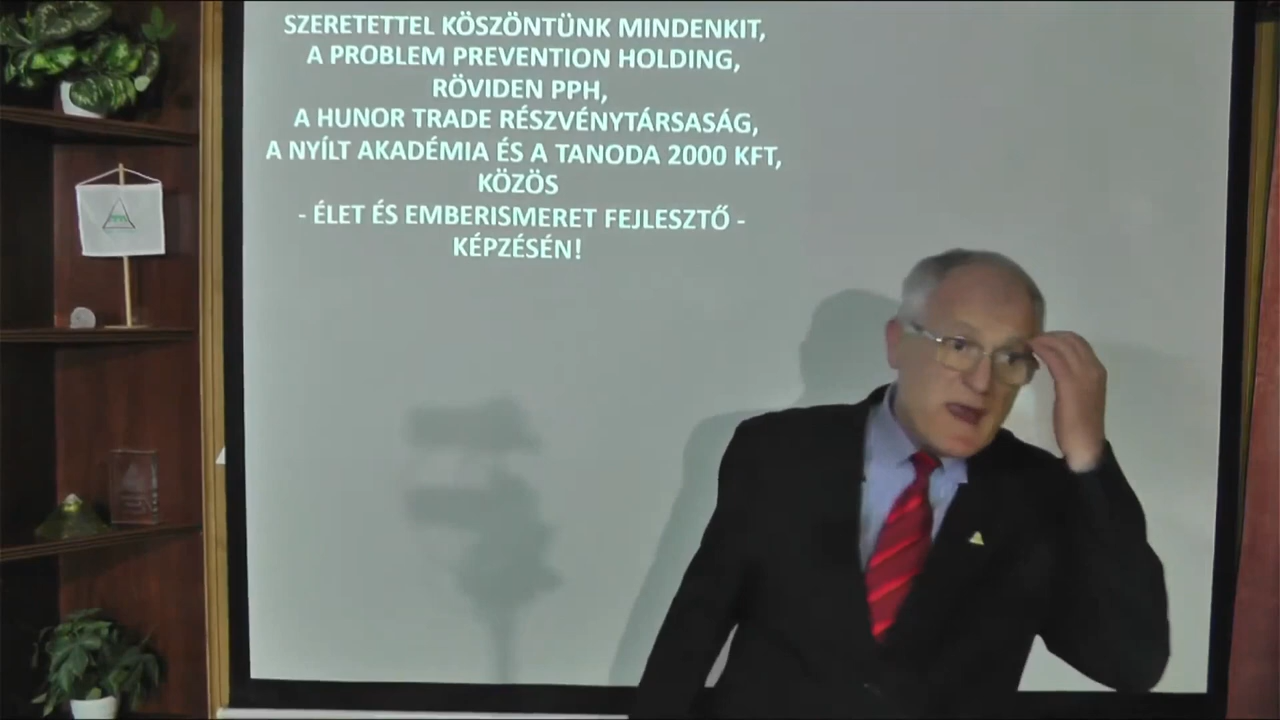 SZERETETTEL KÖSZÖNTÜNK MINDENKIT,
A PROBLEM PREVENTION HOLDING,
RÖVIDEN PPH,
A HUNOR TRADE RÉSZVÉNYTÁRSASÁG,
A NYÍLT AKADÉMIA ÉS A TANODA 2000 KFT,
KÖZÖS
- ÉLET ÉS EMBERISMERET FEJLESZTŐ -
KÉPZÉSÉN!